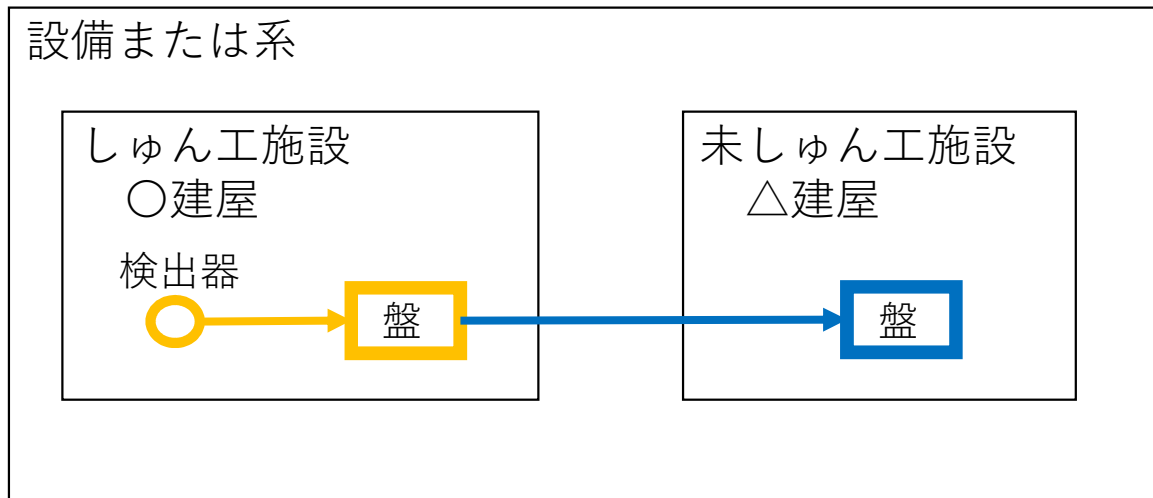 設備または系
しゅん工施設
〇建屋
検出器
盤
未しゅん工施設
△建屋
盤